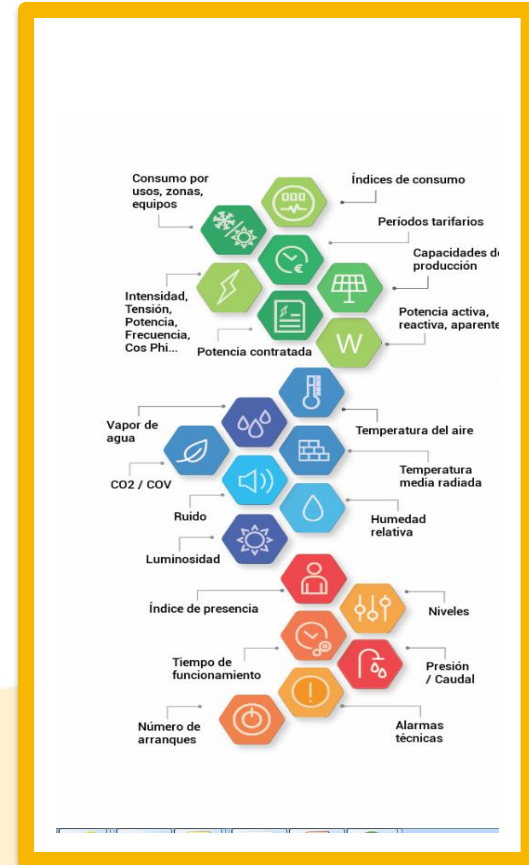 Consumo por
usos, zonas,
equipos
Índices de consumo
Períodos tarifarios
€
Capacidades de
producción
Intensidad,
Tensión,
Potencia,
Frecuencia,
Cos Phi...
Potencia contratada
W
Potencia activa,
reactiva, aparente
Vapor de
agua
Temperatura del aire
CO2 / COV
Temperatura
media radiada
Ruido
Humedad
relativa
Luminosidad
Índice de presencia
Niveles
Tiempo de
funcionamiento
Presión
/ Caudal
Número de
arranques
Alarmas
técnicas